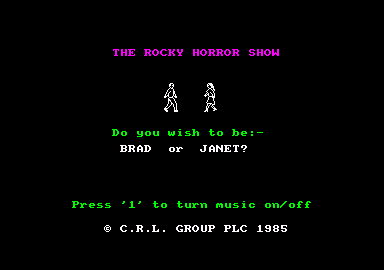 THE ROCKY HORROR SHOW
Do you wish to be:-
BRAD or JANET?
Press '1' to turn music on/off
© C.R.L. GROUP PLC 1985